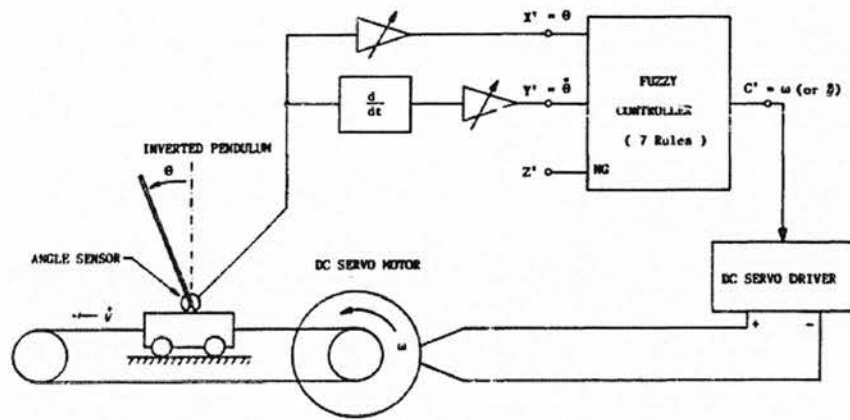 X' = θ
FUZZY
CONTROLLER
( 7 Rules )
d
dt
Y' = θ̇
C' = ω (or
INVERTED PENDULUM
θ
Z'
NG
ANGLE SENSOR
DC SERVO MOTOR
DC SERVO DRIVER
+
-
ω